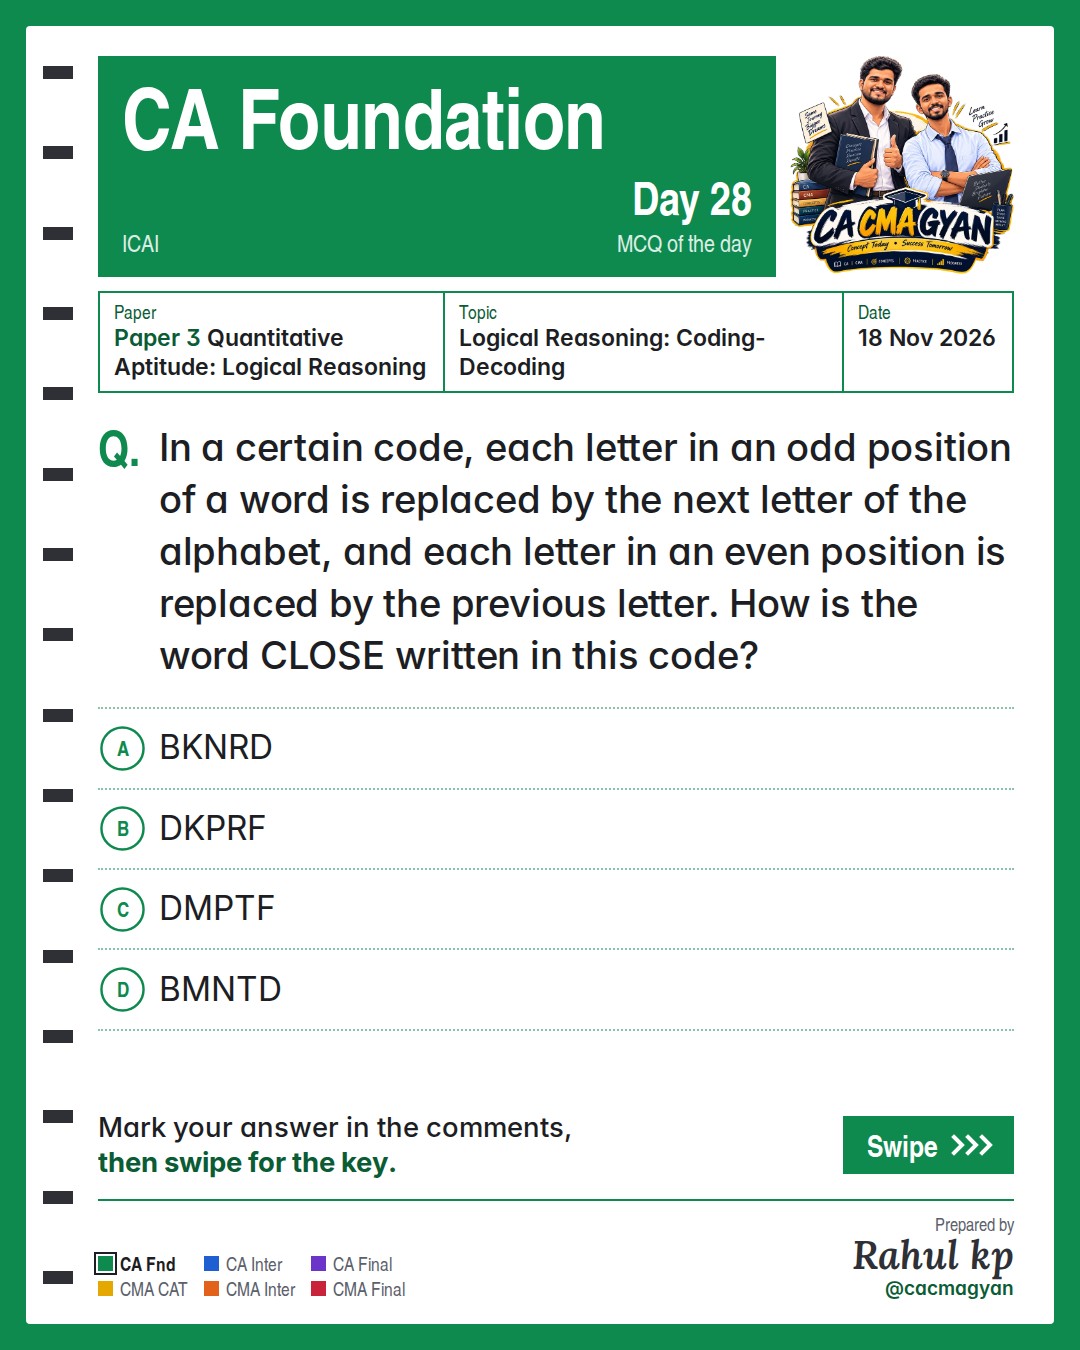 CA Foundation
Day 28
ICAI
MCQ of the day
Learn
Practice
Grow
CA CMA GYAN
Concept Today • Success Tomorrow
Paper
Paper 3 Quantitative
Aptitude: Logical Reasoning
Topic
Logical Reasoning: Coding-
Decoding
Date
18 Nov 2026
Q. In a certain code, each letter in an odd position
of a word is replaced by the next letter of the
alphabet, and each letter in an even position is
replaced by the previous letter. How is the
word CLOSE written in this code?
A BKNRD
B DKPRF
C DMPTF
D BMNTD
Mark your answer in the comments,
then swipe for the key.
Swipe
Prepared by
Rahul kp
@cacmagyan
CA Fnd CA Inter CA Final
CMA CAT CMA Inter CMA Final